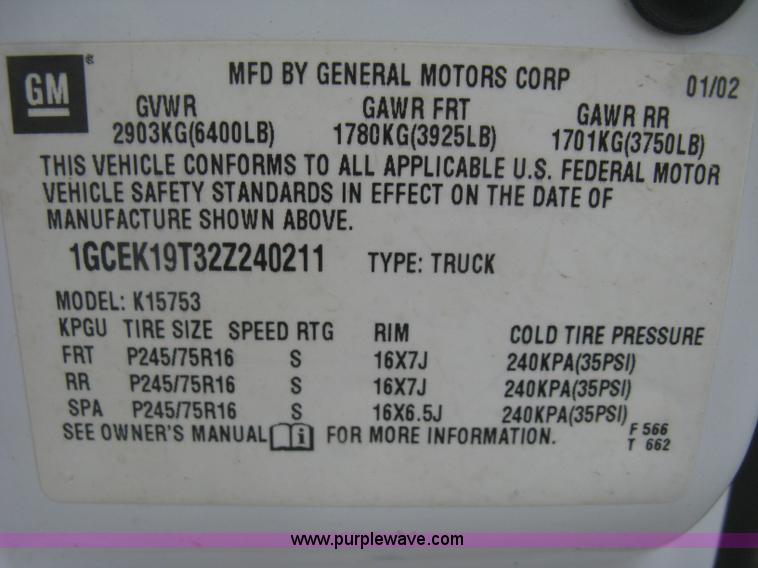 GM®
MFD BY GENERAL MOTORS CORP 01/02
GVWR GAWR FRT GAWR RR
2903KG(6400LB) 1780KG(3925LB) 1701KG(3750LB)
THIS VEHICLE CONFORMS TO ALL APPLICABLE U.S. FEDERAL MOTOR
VEHICLE SAFETY STANDARDS IN EFFECT ON THE DATE OF
MANUFACTURE SHOWN ABOVE.
1GCEK19T32Z240211 TYPE: TRUCK
MODEL: K15753
KPGU TIRE SIZE SPEED RTG RIM COLD TIRE PRESSURE
FRT P245/75R16 S 16X7J 240KPA(35PSI)
RR P245/75R16 S 16X7J 240KPA(35PSI)
SPA P245/75R16 S 16X6.5J 240KPA(35PSI)
SEE OWNER'S MANUAL i FOR MORE INFORMATION. F 566
T 662
www.purplewave.com